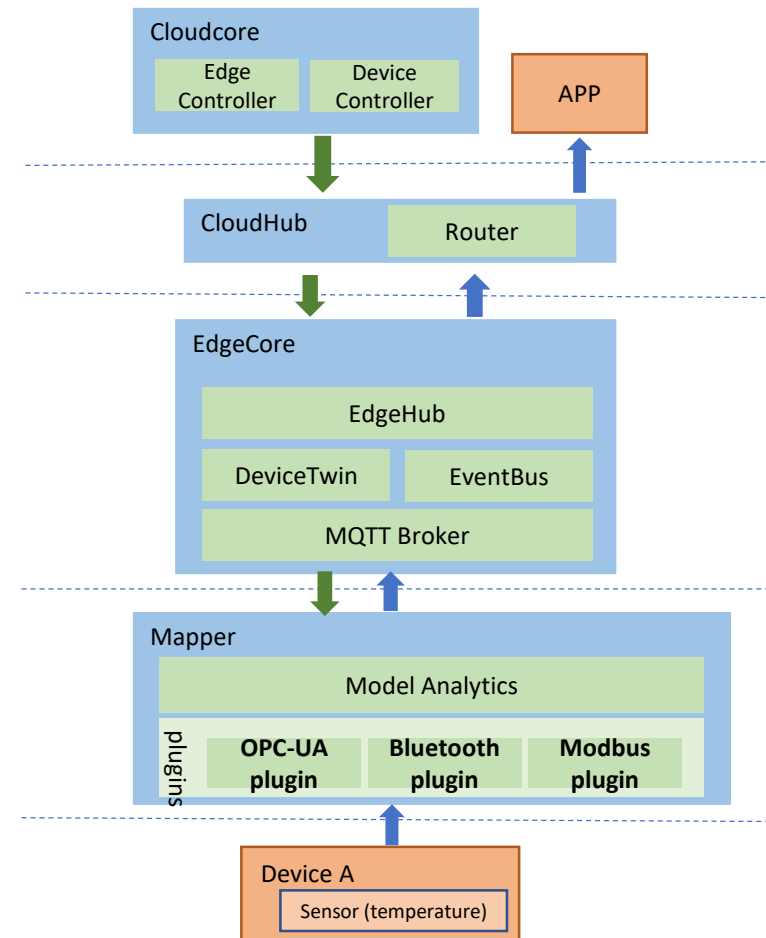 Cloudcore
Edge
Controller
Device
Controller
APP
CloudHub
Router
EdgeCore
EdgeHub
DeviceTwin
EventBus
MQTT Broker
Mapper
Model Analytics
plugins
OPC-UA
plugin
Bluetooth
plugin
Modbus
plugin
Device A
Sensor (temperature)